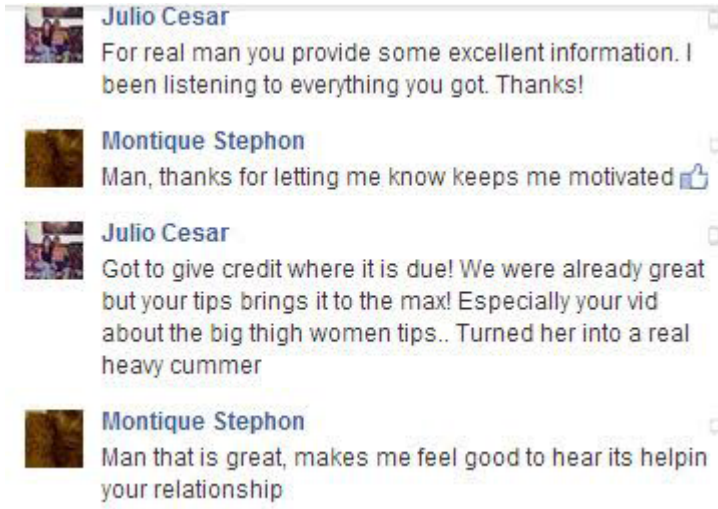 Julio Cesar
For real man you provide some excellent information. I
been listening to everything you got. Thanks!
Montique Stephon
Man, thanks for letting me know keeps me motivated
Julio Cesar
Got to give credit where it is due! We were already great
but your tips brings it to the max! Especially your vid
about the big thigh women tips.. Turned her into a real
heavy cummer
Montique Stephon
Man that is great, makes me feel good to hear its helpin
your relationship